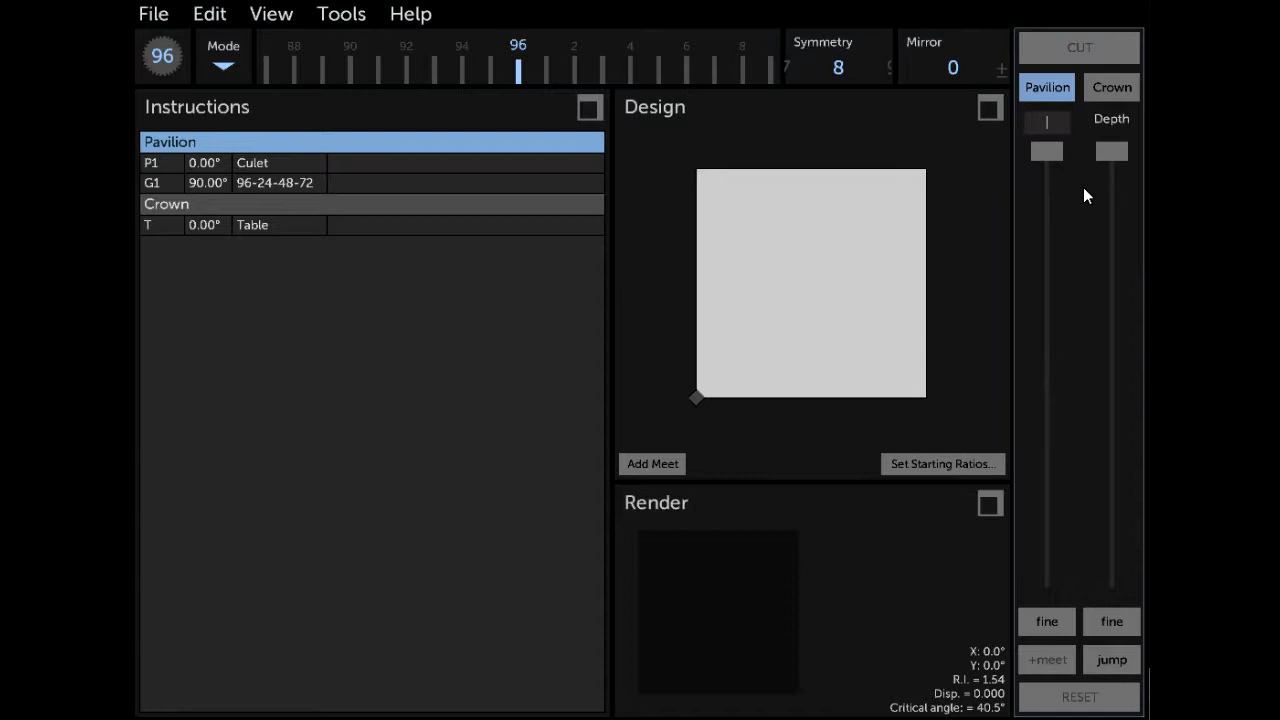 File Edit View Tools Help
96 Mode 88 90 92 94 96 2 4 6 8 Symmetry 7 8 9 Mirror 0 ±
CUT
Pavilion Crown
Depth
Instructions
Pavilion
P1 0.00° Culet
G1 90.00° 96-24-48-72
Crown
T 0.00° Table
Design
Add Meet Set Starting Ratios...
Render
X: 0.0°
Y: 0.0°
R.I. = 1.54
Disp. = 0.000
Critical angle: = 40.5°
fine fine
+meet jump
RESET